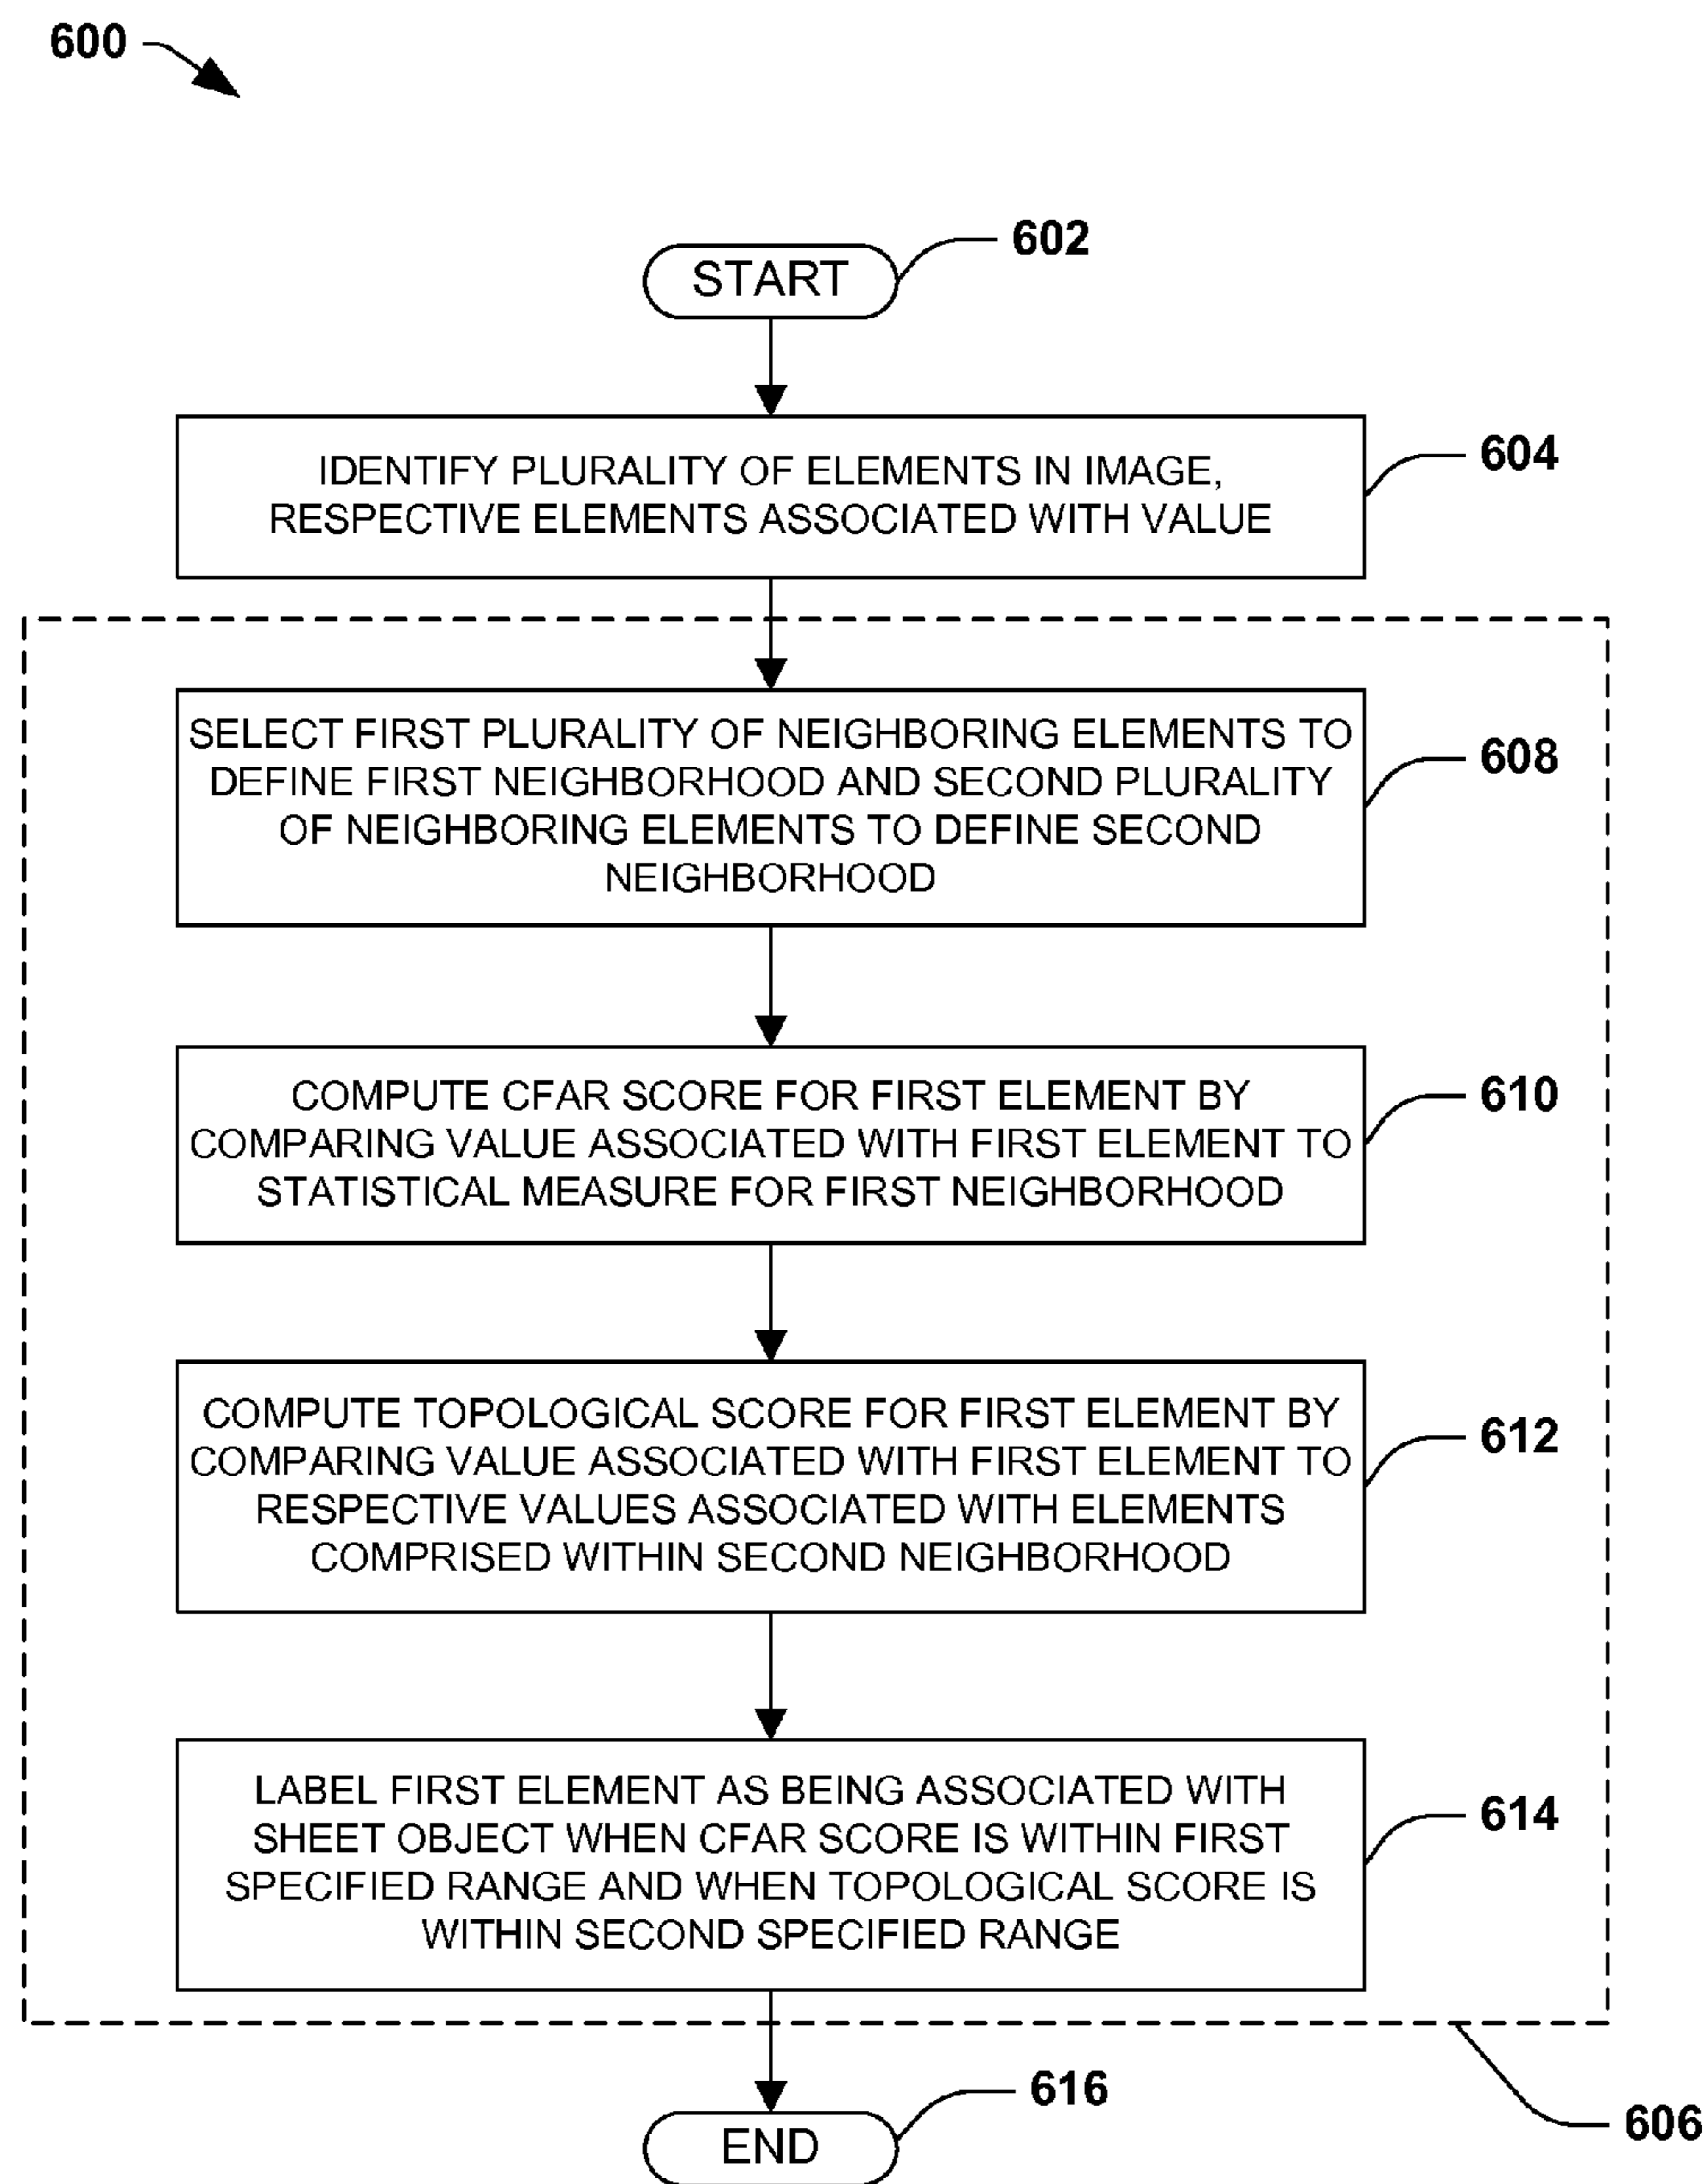 600
602
START
604
IDENTIFY PLURALITY OF ELEMENTS IN IMAGE,
RESPECTIVE ELEMENTS ASSOCIATED WITH VALUE
608
SELECT FIRST PLURALITY OF NEIGHBORING ELEMENTS TO
DEFINE FIRST NEIGHBORHOOD AND SECOND PLURALITY
OF NEIGHBORING ELEMENTS TO DEFINE SECOND
NEIGHBORHOOD
610
COMPUTE CFAR SCORE FOR FIRST ELEMENT BY
COMPARING VALUE ASSOCIATED WITH FIRST ELEMENT TO
STATISTICAL MEASURE FOR FIRST NEIGHBORHOOD
612
COMPUTE TOPOLOGICAL SCORE FOR FIRST ELEMENT BY
COMPARING VALUE ASSOCIATED WITH FIRST ELEMENT TO
RESPECTIVE VALUES ASSOCIATED WITH ELEMENTS
COMPRISED WITHIN SECOND NEIGHBORHOOD
614
LABEL FIRST ELEMENT AS BEING ASSOCIATED WITH
SHEET OBJECT WHEN CFAR SCORE IS WITHIN FIRST
SPECIFIED RANGE AND WHEN TOPOLOGICAL SCORE IS
WITHIN SECOND SPECIFIED RANGE
616
END
606